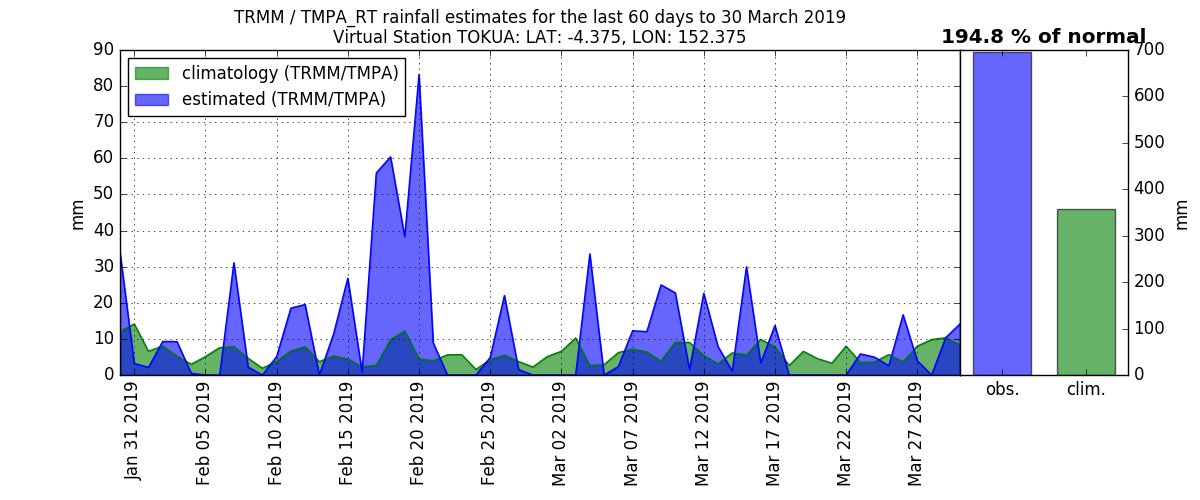 TRMM / TMPA_RT rainfall estimates for the last 60 days to 30 March 2019
Virtual Station TOKUA: LAT: -4.375, LON: 152.375
194.8 % of normal
climatology (TRMM/TMPA)
estimated (TRMM/TMPA)
mm
90
80
70
60
50
40
30
20
10
0
Jan 31 2019
Feb 05 2019
Feb 10 2019
Feb 15 2019
Feb 20 2019
Feb 25 2019
Mar 02 2019
Mar 07 2019
Mar 12 2019
Mar 17 2019
Mar 22 2019
Mar 27 2019
obs.
clim.
700
600
500
400
300
200
100
0
mm